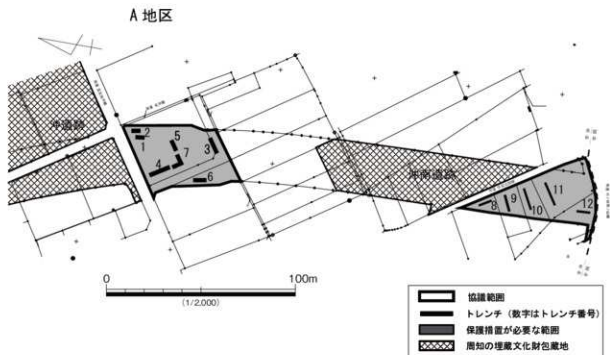 A 地区
沖遺跡
2
1
5
7
3
4
6
沖南遺跡
8
9
10
11
12
0 100m
(1/2,000)
協議範囲
トレンチ（数字はトレンチ番号）
保護措置が必要な範囲
周知の埋蔵文化財包蔵地